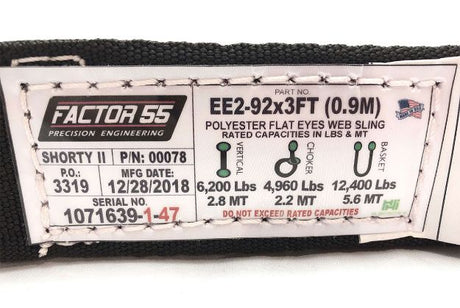 FACTOR 55
PRECISION ENGINEERING
SHORTY II P/N: 00078
P.O.: MFG DATE:
3319 12/28/2018
SERIAL NO.
1071639-1-47
PART NO.
EE2-92x3FT (0.9M)
POLYESTER FLAT EYES WEB SLING
RATED CAPACITIES IN LBS & MT
VERTICAL CHOKER BASKET
6,200 Lbs 4,960 Lbs 12,400 Lbs
2.8 MT 2.2 MT 5.6 MT
DO NOT EXCEED RATED CAPACITIES